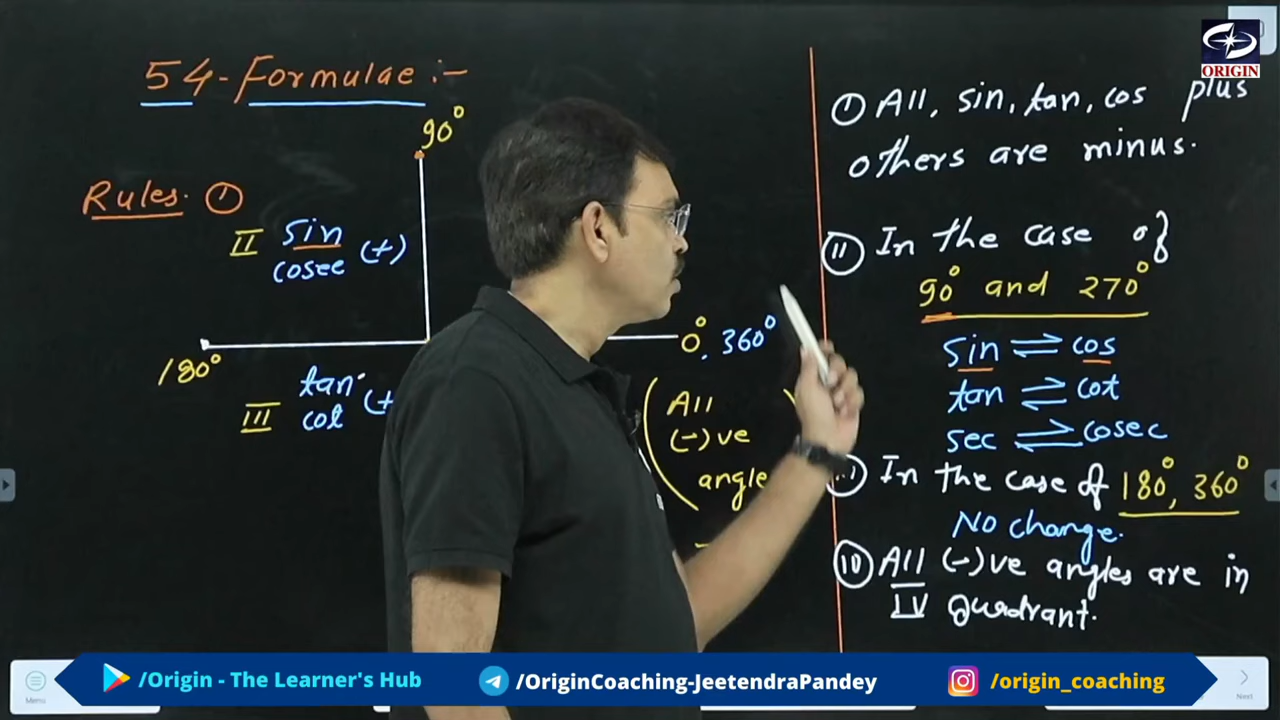 ORIGIN
54-Formulae:-
90°
Rules. ①
II sin
cosec (+)
180°
III tan
cot (+
0°, 360°
All
(-)ve
angle
① All, sin, tan, cos plus
others are minus.
② In the case of
90° and 270°
sin ⇌ cos
tan ⇌ cot
sec ⇌ cosec
In the case of 180°, 360°
No change.
All (-)ve angles are in
IV Quadrant.
Menu
/Origin - The Learner's Hub
/OriginCoaching-JeetendraPandey
/origin_coaching
Next